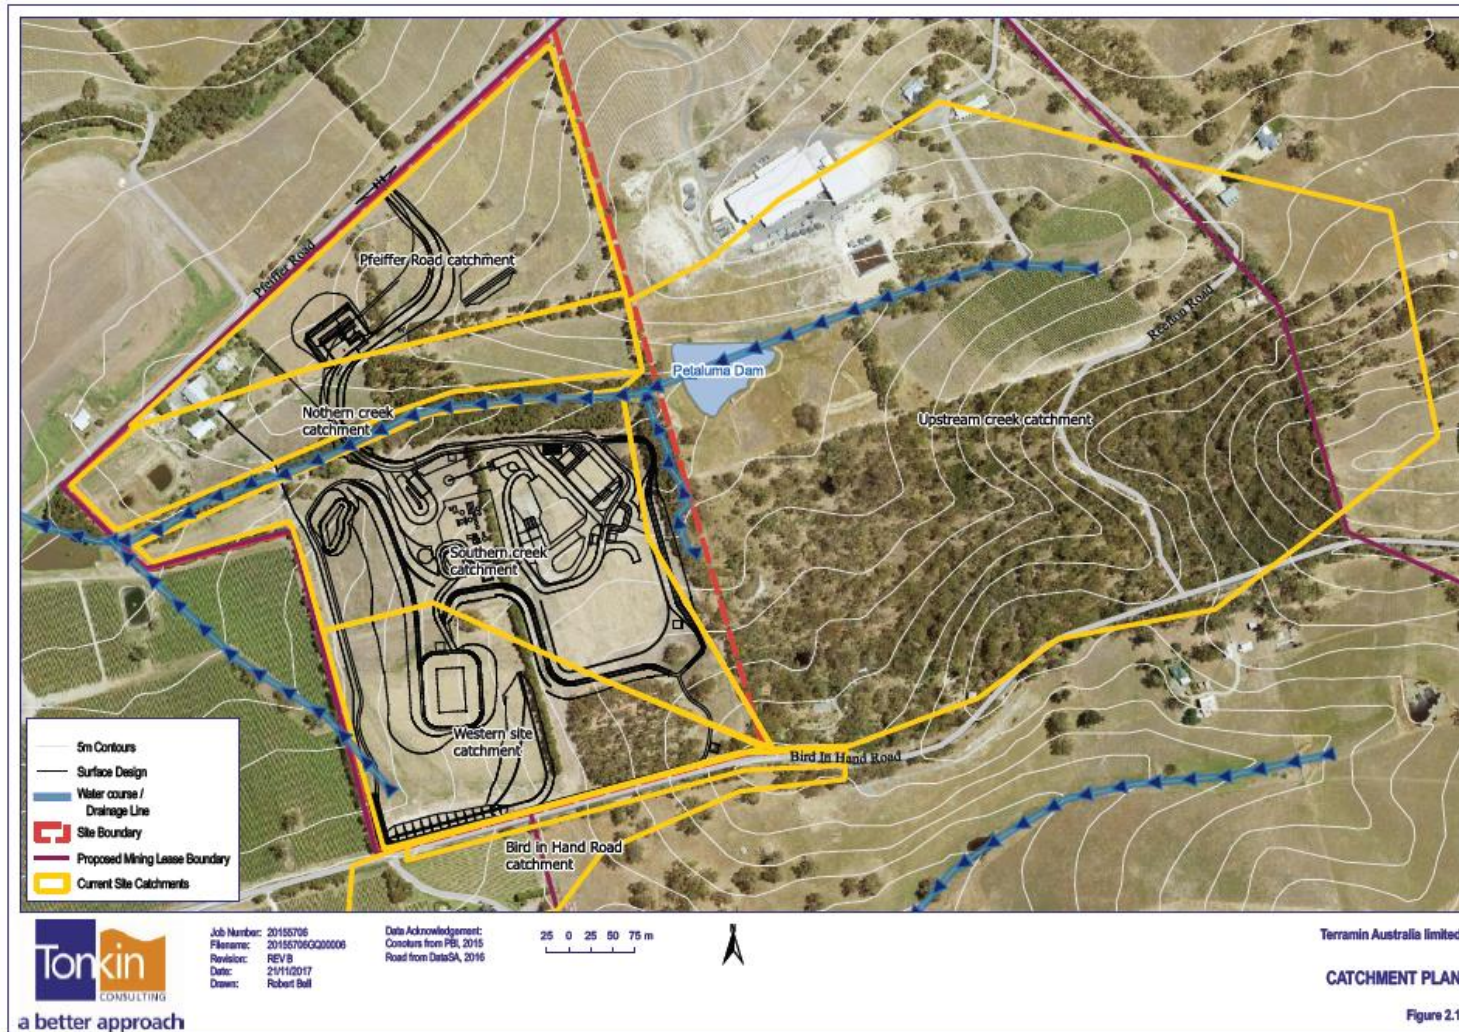 Pfeiffer Road
Pfeiffer Road catchment
Reefton Road
Petaluma Dam
Nothern creek
catchment
Upstream creek catchment
Southern creek
catchment
Western site
catchment
Bird In Hand Road
Bird in Hand Road
catchment
5m Contours
Surface Design
Water course /
Drainage Line
Site Boundary
Proposed Mining Lease Boundary
Current Site Catchments
Tonkin
CONSULTING
a better approach
Job Number: 20155706
Filename: 20155706GQ00006
Revision: REV B
Date: 21/11/2017
Drawn: Robert Bell
Data Acknowledgement:
Conoturs from PBI, 2015
Road from DataSA, 2016
25 0 25 50 75 m
N
Terramin Australia limited
CATCHMENT PLAN
Figure 2.1